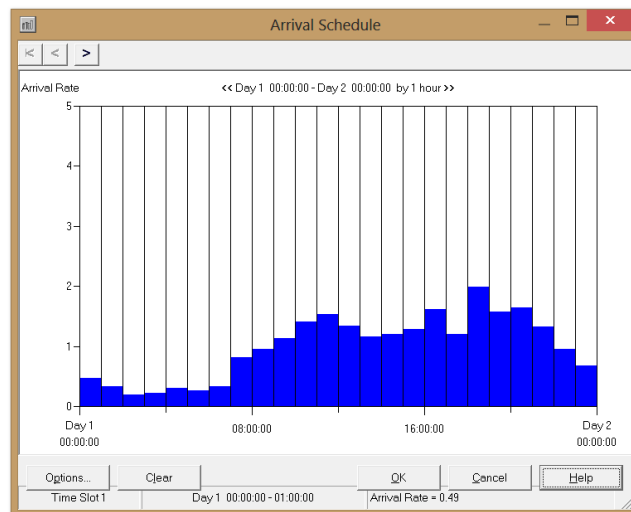 Arrival Schedule
Arrival Rate
<< Day 1 00:00:00 - Day 2 00:00:00 by 1 hour >>
5
4
3
2
1
0
Day 1 08:00:00 16:00:00 Day 2
00:00:00 00:00:00
Options... Clear OK Cancel Help
Time Slot 1 Day 1 00:00:00 - 01:00:00 Arrival Rate = 0.49